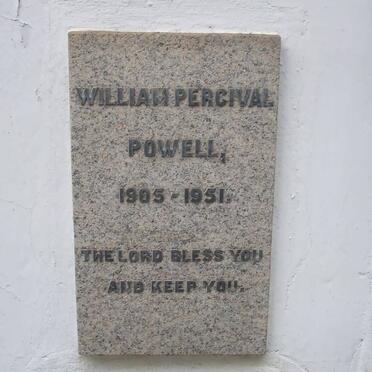 WILLIAM PERCIVAL
POWELL,
1905 - 1951.
THE LORD BLESS YOU
AND KEEP YOU.